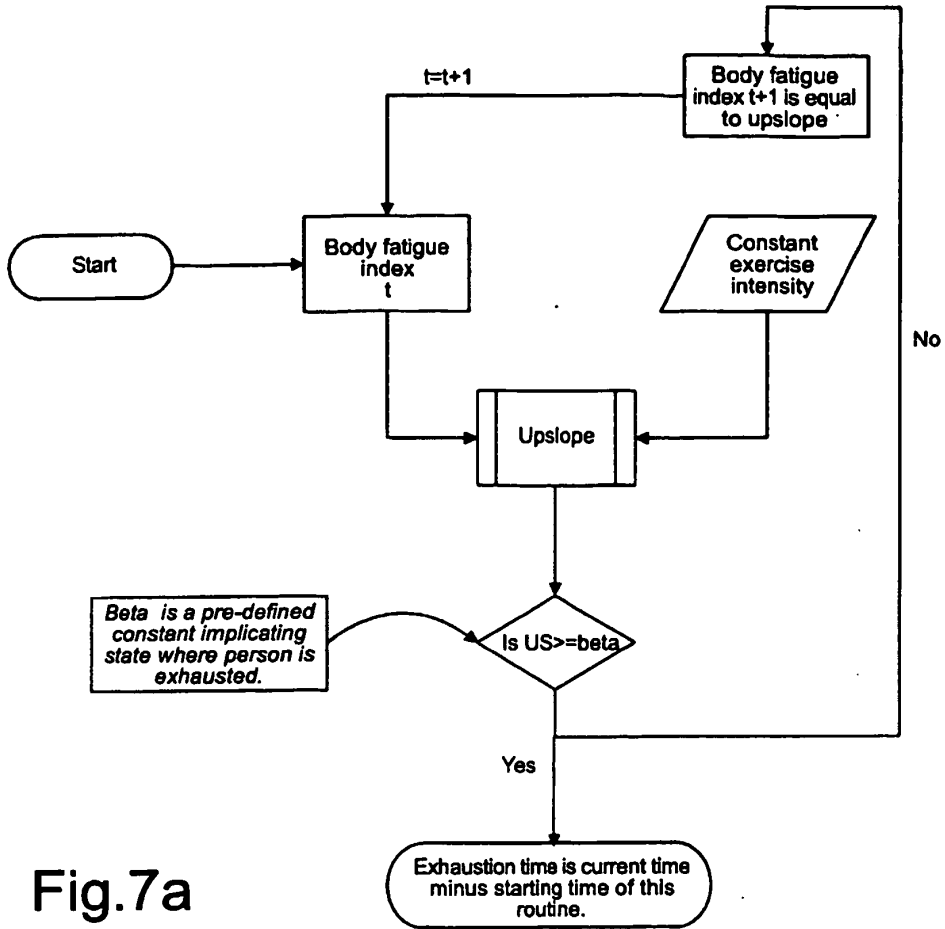 Body fatigue
index t+1 is equal
to upslope
t=t+1
Start
Body fatigue
index
t
Constant
exercise
intensity
No
Upslope
Beta is a pre-defined
constant implicating
state where person is
exhausted.
Is US>=beta
Yes
Exhaustion time is current time
minus starting time of this
routine.
Fig.7a